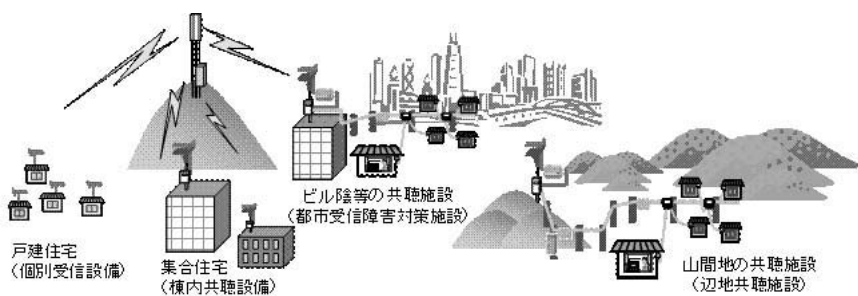 戸建住宅
(個別受信設備)
集合住宅
(棟内共聴設備)
ビル陰等の共聴施設
(都市受信障害対策施設)
山間地の共聴施設
(辺地共聴施設)